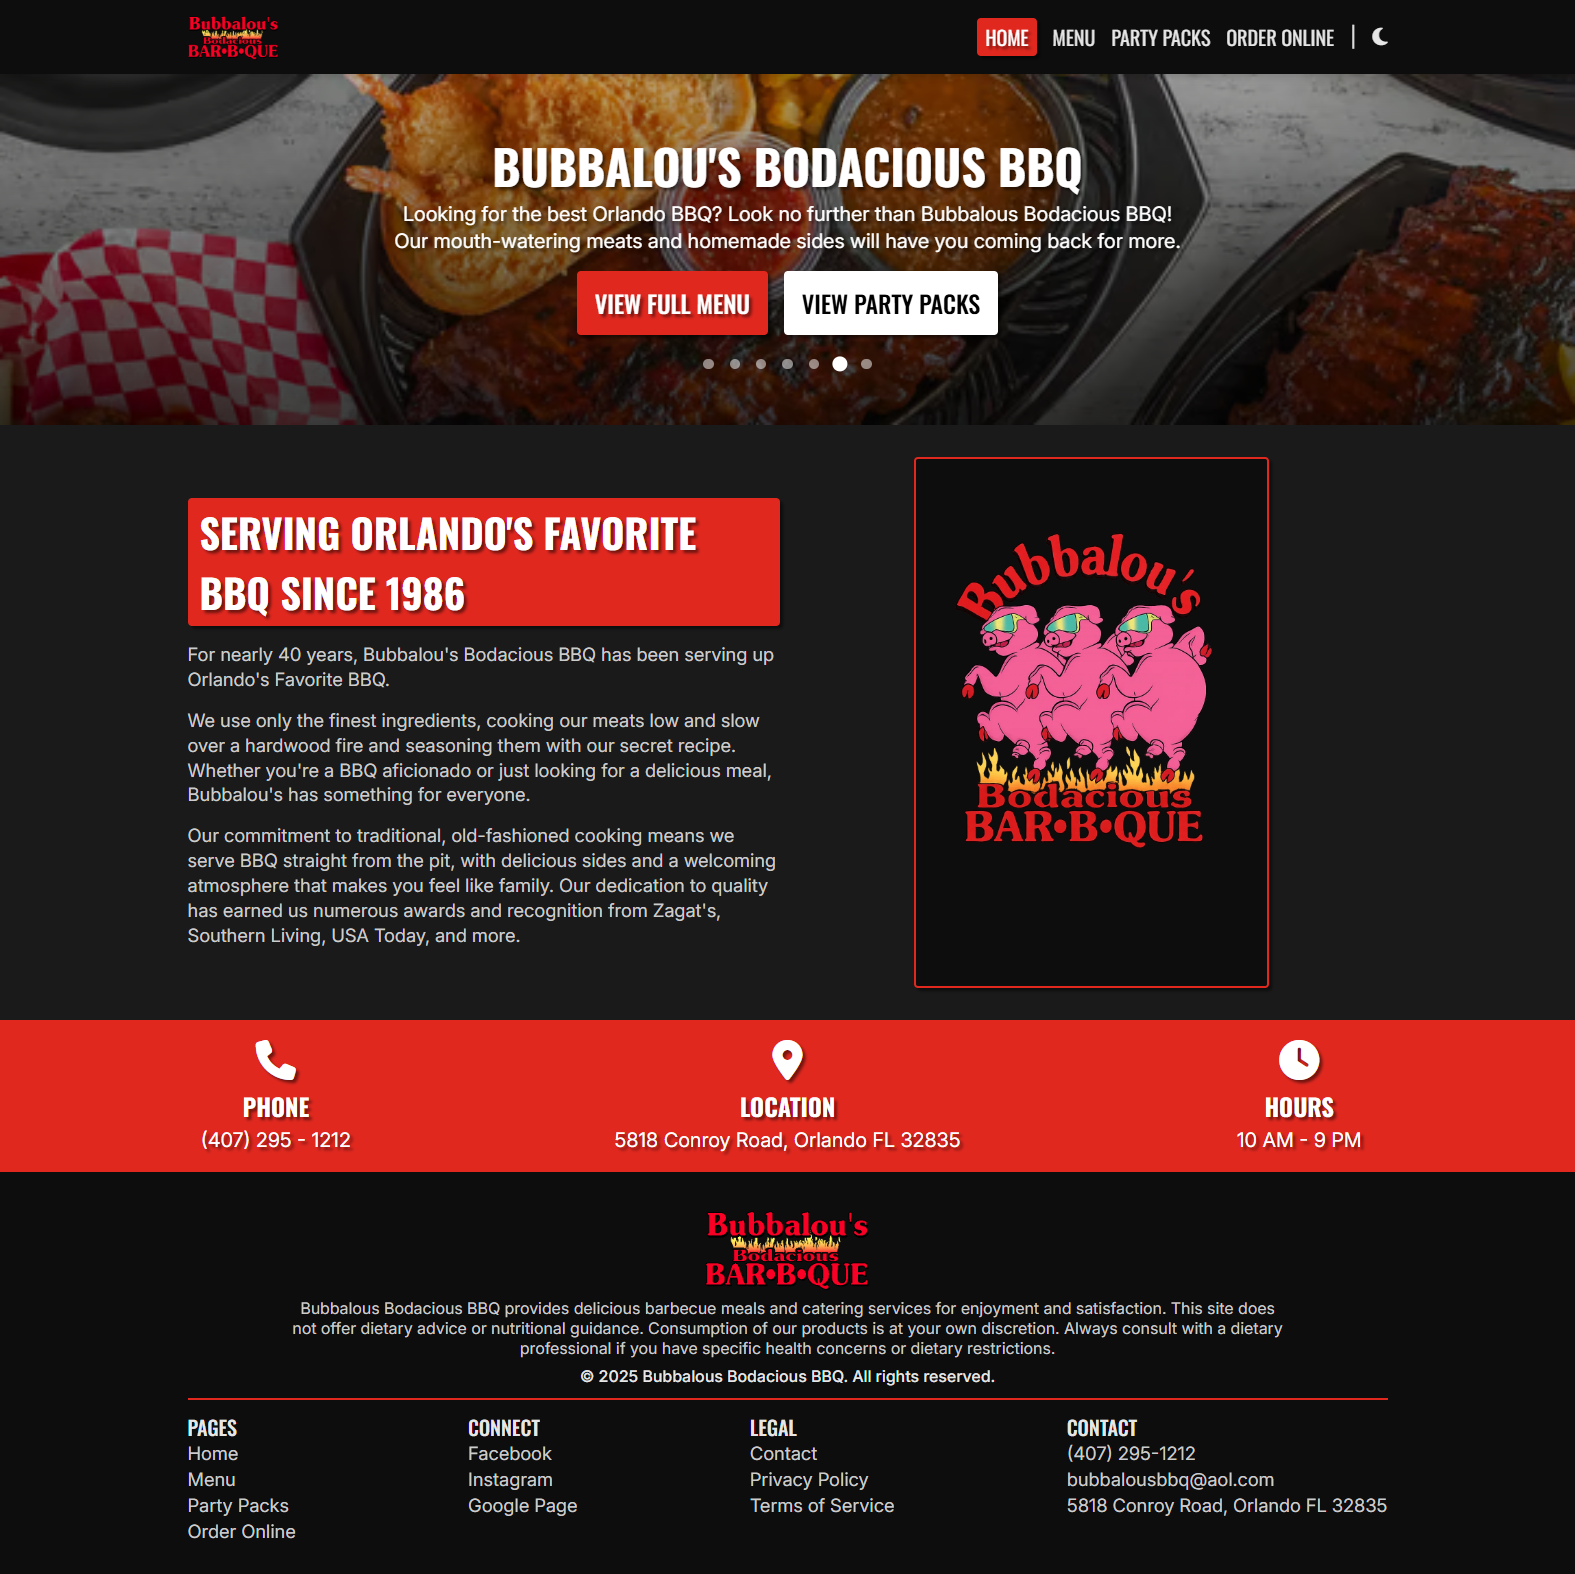 Bubbalou's
Bodacious
BAR•B•QUE
HOME
MENU
PARTY PACKS
ORDER ONLINE
BUBBALOU'S BODACIOUS BBQ
Looking for the best Orlando BBQ? Look no further than Bubbalous Bodacious BBQ!
Our mouth-watering meats and homemade sides will have you coming back for more.
VIEW FULL MENU
VIEW PARTY PACKS
SERVING ORLANDO'S FAVORITE
BBQ SINCE 1986
For nearly 40 years, Bubbalou's Bodacious BBQ has been serving up
Orlando's Favorite BBQ.
We use only the finest ingredients, cooking our meats low and slow
over a hardwood fire and seasoning them with our secret recipe.
Whether you're a BBQ aficionado or just looking for a delicious meal,
Bubbalou's has something for everyone.
Our commitment to traditional, old-fashioned cooking means we
serve BBQ straight from the pit, with delicious sides and a welcoming
atmosphere that makes you feel like family. Our dedication to quality
has earned us numerous awards and recognition from Zagat's,
Southern Living, USA Today, and more.
Bubbalou's
Bodacious
BAR•B•QUE
PHONE
(407) 295 - 1212
LOCATION
5818 Conroy Road, Orlando FL 32835
HOURS
10 AM - 9 PM
Bubbalou's
Bodacious
BAR•B•QUE
Bubbalous Bodacious BBQ provides delicious barbecue meals and catering services for enjoyment and satisfaction. This site does
not offer dietary advice or nutritional guidance. Consumption of our products is at your own discretion. Always consult with a dietary
professional if you have specific health concerns or dietary restrictions.
© 2025 Bubbalous Bodacious BBQ. All rights reserved.
PAGES
Home
Menu
Party Packs
Order Online
CONNECT
Facebook
Instagram
Google Page
LEGAL
Contact
Privacy Policy
Terms of Service
CONTACT
(407) 295-1212
bubbalousbbq@aol.com
5818 Conroy Road, Orlando FL 32835